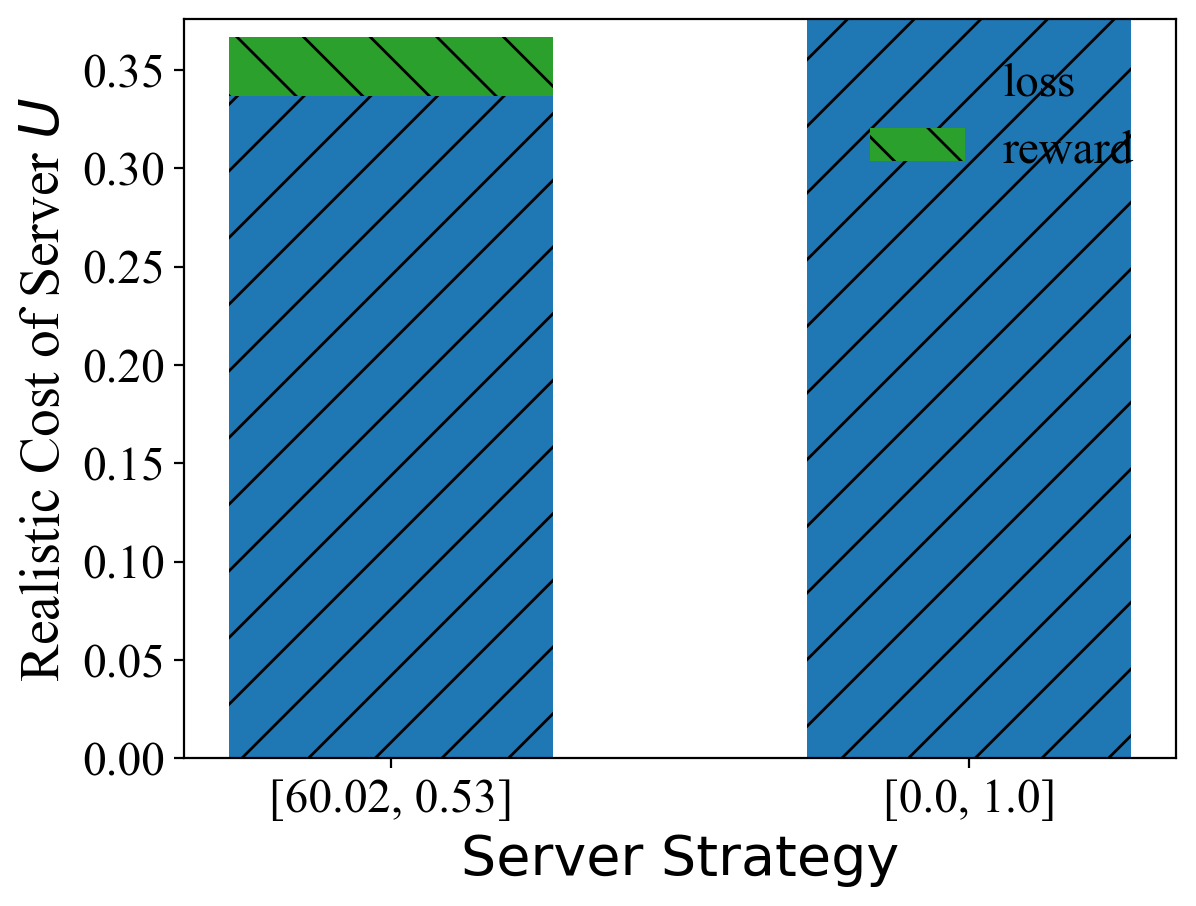 Realistic Cost of Server U
0.35
0.30
0.25
0.20
0.15
0.10
0.05
0.00
loss
reward
[60.02, 0.53]
[0.0, 1.0]
Server Strategy